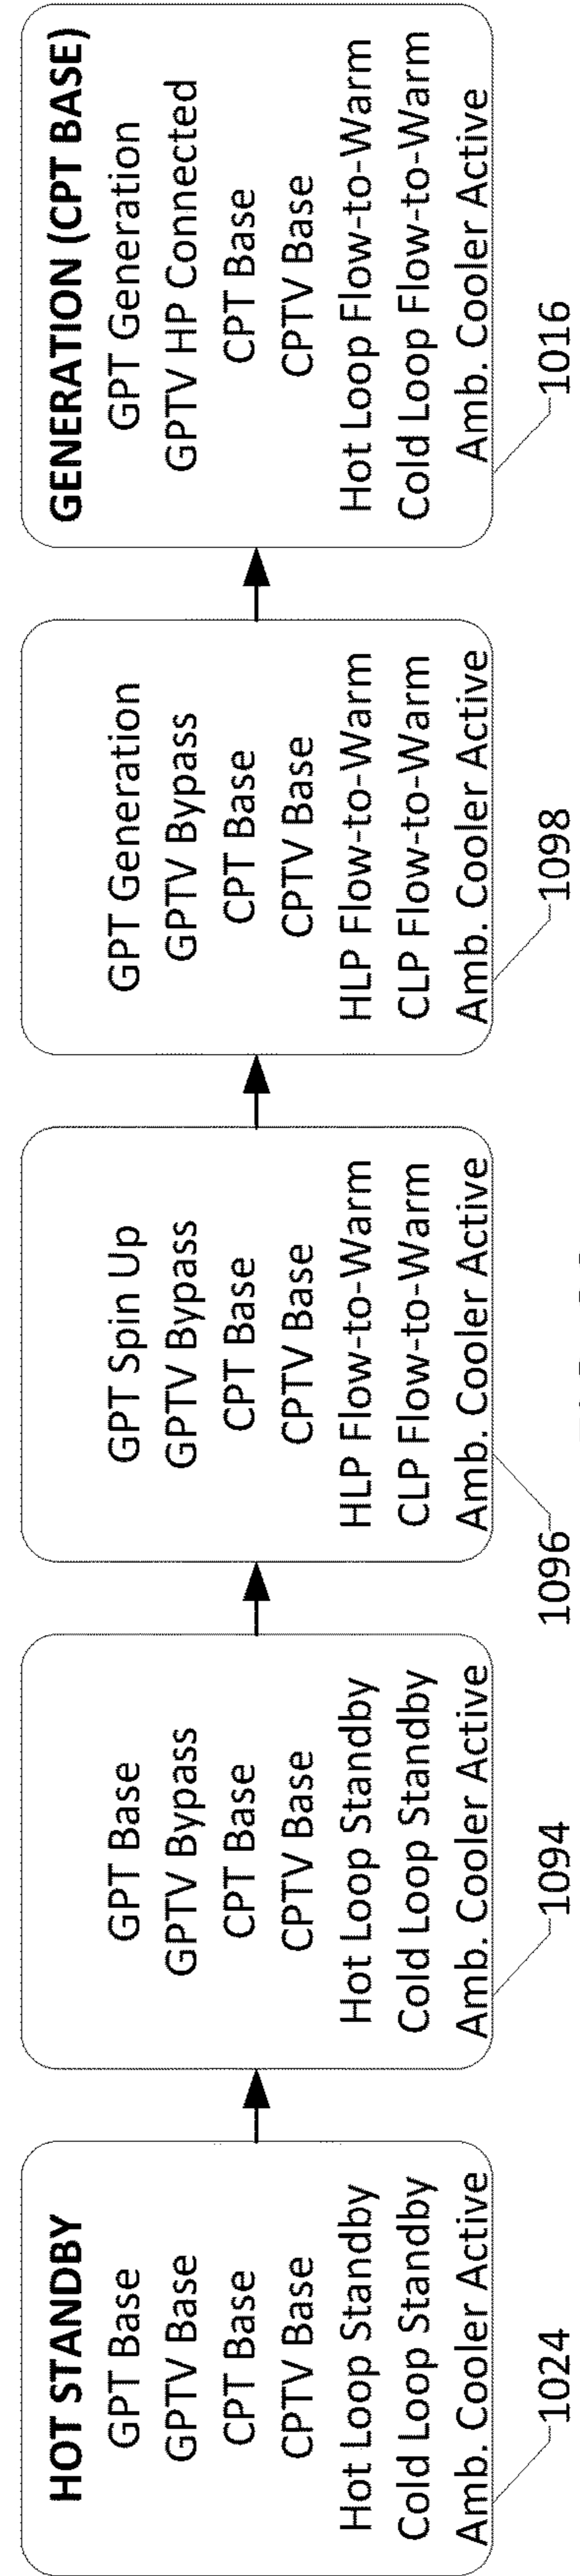 HOT STANDBY
GPT Base
GPTV Base
CPT Base
CPTV Base
Hot Loop Standby
Cold Loop Standby
Amb. Cooler Active
1024
GPT Base
GPTV Bypass
CPT Base
CPTV Base
Hot Loop Standby
Cold Loop Standby
Amb. Cooler Active
1094
GPT Spin Up
GPTV Bypass
CPT Base
CPTV Base
HLP Flow-to-Warm
CLP Flow-to-Warm
Amb. Cooler Active
1096
GPT Generation
GPTV Bypass
CPT Base
CPTV Base
HLP Flow-to-Warm
CLP Flow-to-Warm
Amb. Cooler Active
1098
GENERATION (CPT BASE)
GPT Generation
GPTV HP Connected
CPT Base
CPTV Base
Hot Loop Flow-to-Warm
Cold Loop Flow-to-Warm
Amb. Cooler Active
1016